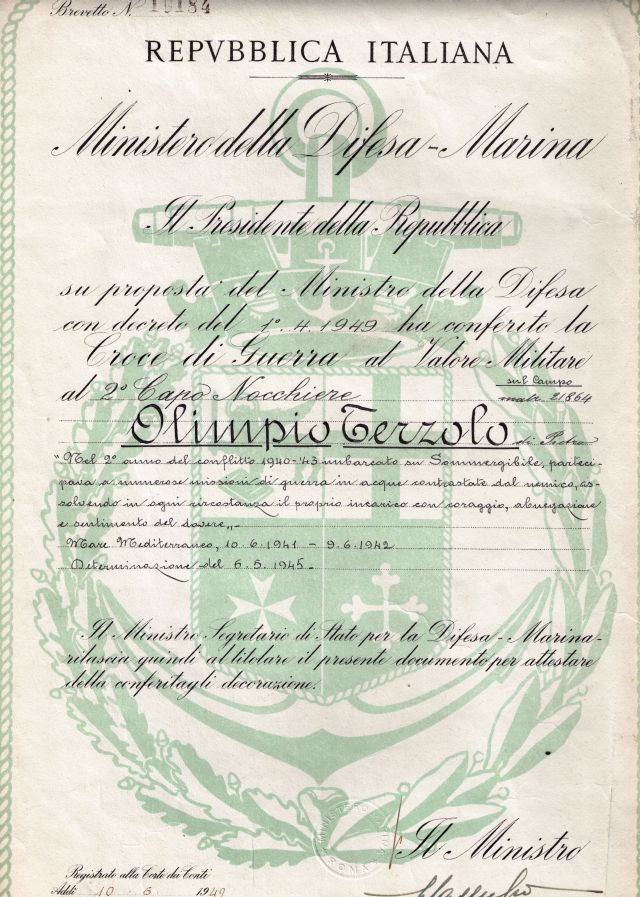 Brevetto N. 10184
REPVBBLICA ITALIANA
Ministero della Difesa - Marina
Il Presidente della Repubblica
su proposta del Ministro della Difesa
con decreto del 1°. 4. 1949 ha conferito la
Croce di Guerra al Valore Militare
sul Campo
al 2° Capo Nocchiere matr. 21864
Olimpio Terzolo di Pietro
"Nel 2° anno del conflitto 1940-'43 imbarcato su Sommergibile, parteci-
pava a numerose missioni di guerra in acque contrastate dal nemico, as-
solvendo in ogni circostanza il proprio incarico con coraggio, abnegazione
e sentimento del dovere„-
Mare Mediterraneo, 10.6.1941 - 9.6.1942
Determinazione del 6.5.1945.-
Il Ministro Segretario di Stato per la Difesa - Marina -
rilascia quindi al titolare il presente documento per attestare
della conferitagli decorazione.
MINISTERO
ROMA
Il Ministro
Registrato alla Corte dei Conti
Addì 10 6 1949